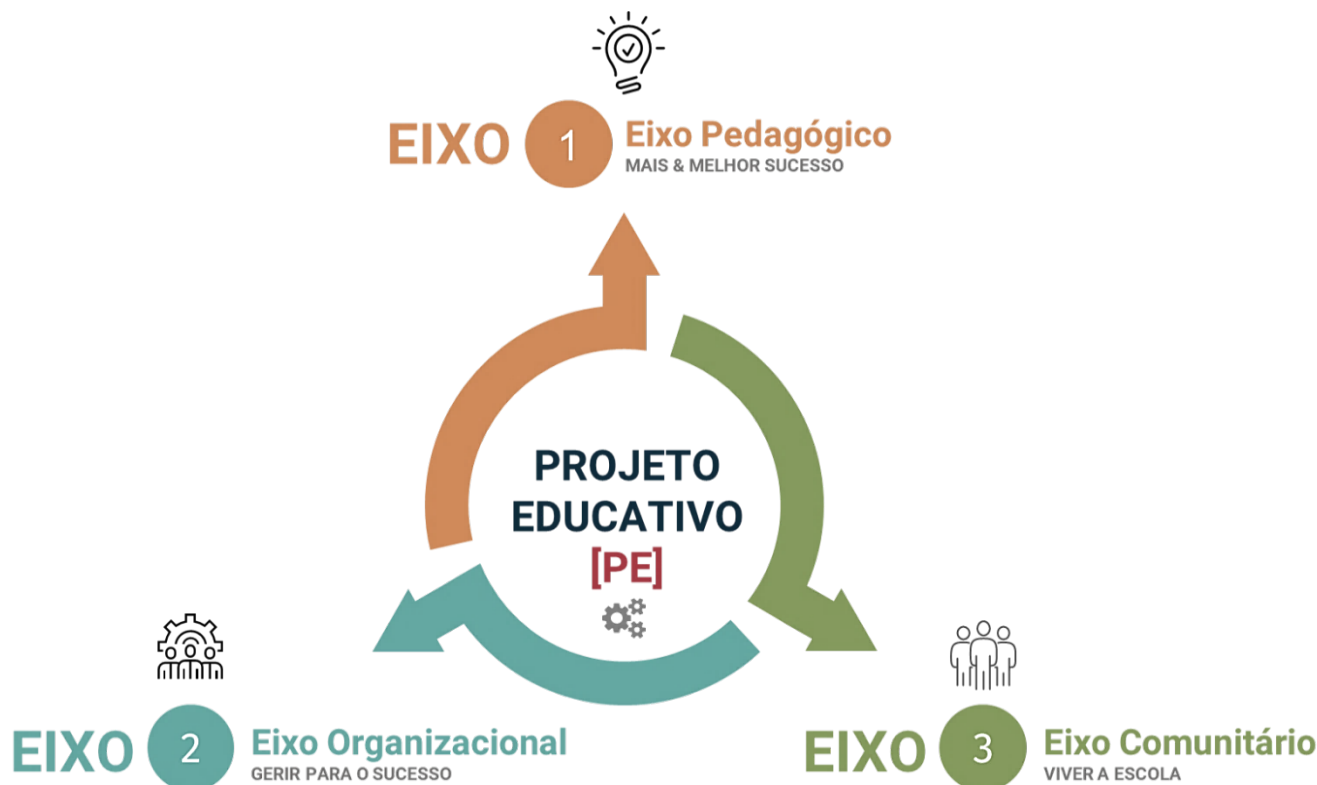 EIXO 1 Eixo Pedagógico
MAIS & MELHOR SUCESSO
PROJETO
EDUCATIVO
[PE]
EIXO 2 Eixo Organizacional
GERIR PARA O SUCESSO
EIXO 3 Eixo Comunitário
VIVER A ESCOLA